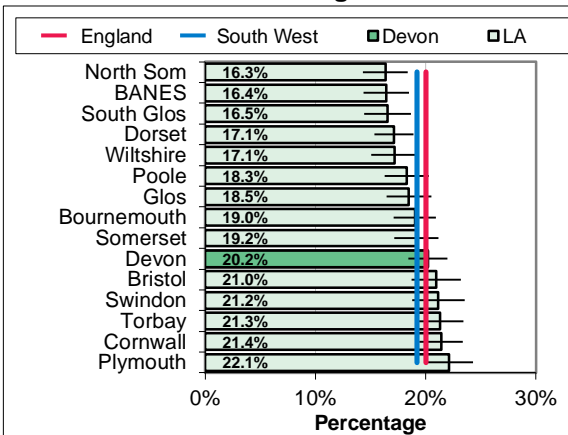 England South West Devon LA
North Som 16.3%
BANES 16.4%
South Glos 16.5%
Dorset 17.1%
Wiltshire 17.1%
Poole 18.3%
Glos 18.5%
Bournemouth 19.0%
Somerset 19.2%
Devon 20.2%
Bristol 21.0%
Swindon 21.2%
Torbay 21.3%
Cornwall 21.4%
Plymouth 22.1%
0% 10% 20% 30%
Percentage